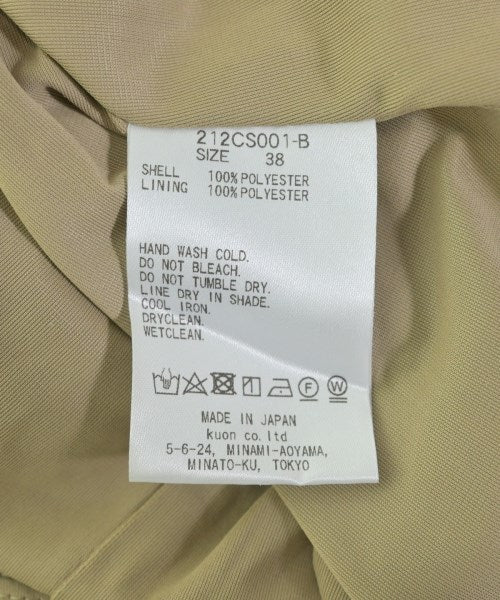 212CS001-B
SIZE 38
SHELL 100% POLYESTER
LINING 100% POLYESTER
HAND WASH COLD.
DO NOT BLEACH.
DO NOT TUMBLE DRY.
LINE DRY IN SHADE.
COOL IRON.
DRYCLEAN.
WETCLEAN.
F W
MADE IN JAPAN
kuon co.ltd
5-6-24, MINAMI-AOYAMA,
MINATO-KU, TOKYO